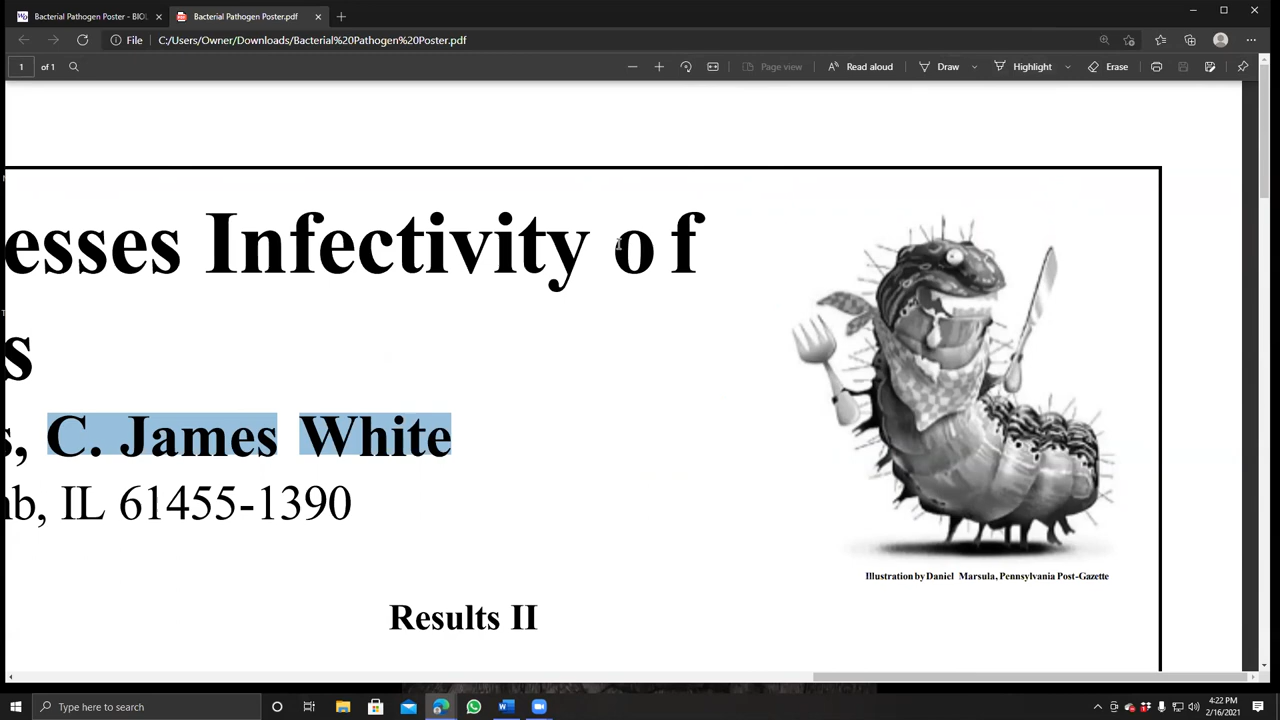 Bacterial Pathogen Poster - BIOL
Bacterial Pathogen Poster.pdf
File C:/Users/Owner/Downloads/Bacterial%20Pathogen%20Poster.pdf
1 of 1 Page view Read aloud Draw Highlight Erase
esses Infectivity of
s
s, C. James White
nb, IL 61455-1390
Illustration by Daniel Marsula, Pennsylvania Post-Gazette
Results II
Type here to search
4:22 PM
2/16/2021